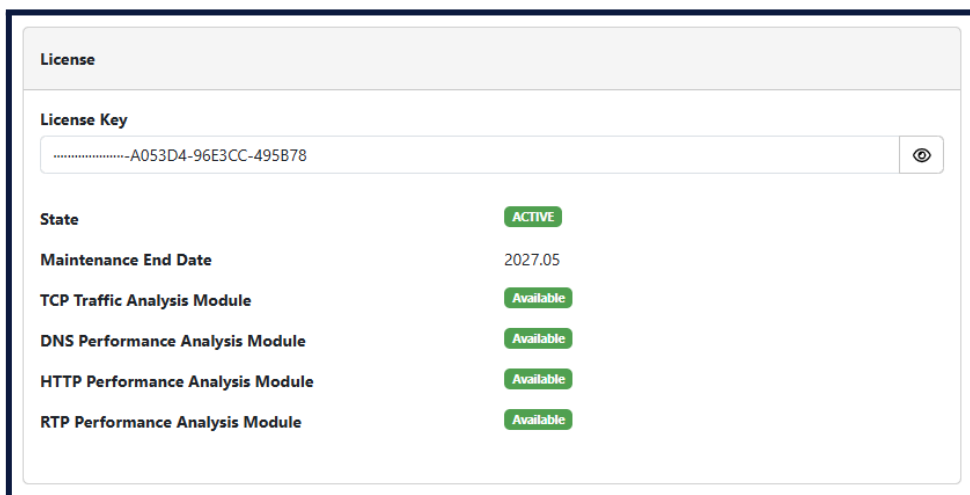 License
License Key
·····················-A053D4-96E3CC-495B78
State ACTIVE
Maintenance End Date 2027.05
TCP Traffic Analysis Module Available
DNS Performance Analysis Module Available
HTTP Performance Analysis Module Available
RTP Performance Analysis Module Available